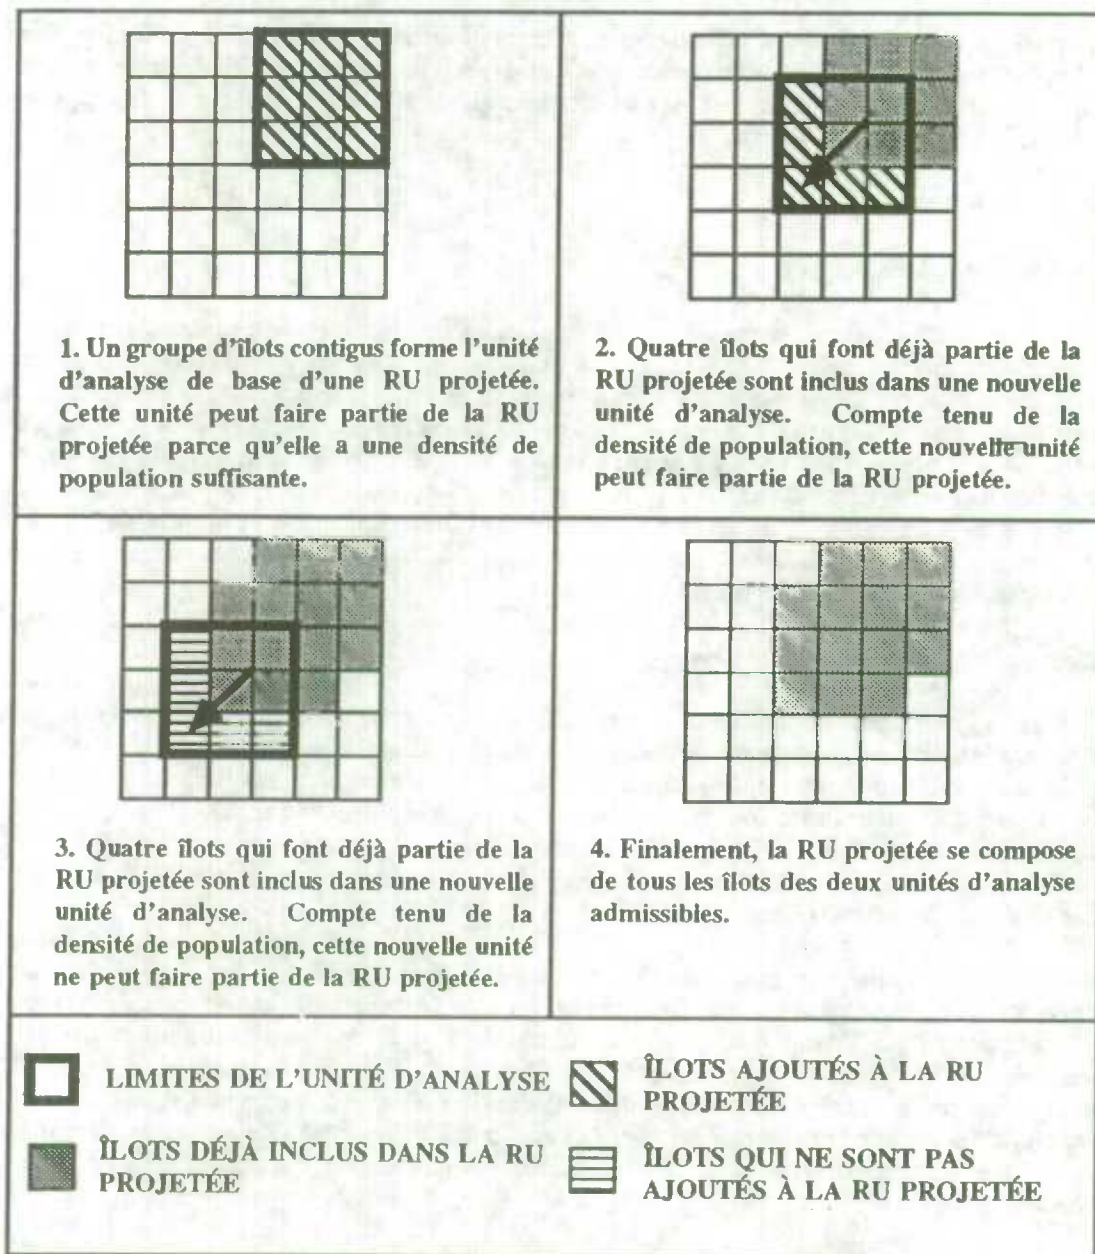 1. Un groupe d'îlots contigus forme l'unité
d'analyse de base d'une RU projetée.
Cette unité peut faire partie de la RU
projetée parce qu'elle a une densité de
population suffisante.
2. Quatre îlots qui font déjà partie de la
RU projetée sont inclus dans une nouvelle
unité d'analyse. Compte tenu de la
densité de population, cette nouvelle unité
peut faire partie de la RU projetée.
3. Quatre îlots qui font déjà partie de la
RU projetée sont inclus dans une nouvelle
unité d'analyse. Compte tenu de la
densité de population, cette nouvelle unité
ne peut faire partie de la RU projetée.
4. Finalement, la RU projetée se compose
de tous les îlots des deux unités d'analyse
admissibles.
LIMITES DE L'UNITÉ D'ANALYSE
ÎLOTS AJOUTÉS À LA RU
PROJETÉE
ÎLOTS DÉJÀ INCLUS DANS LA RU
PROJETÉE
ÎLOTS QUI NE SONT PAS
AJOUTÉS À LA RU PROJETÉE